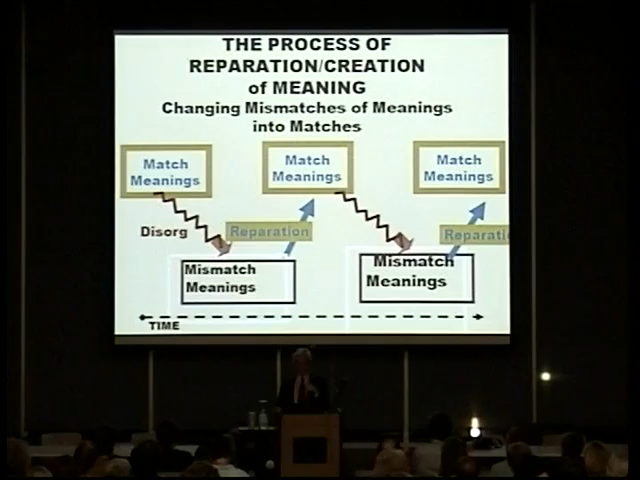 THE PROCESS OF
REPARATION/CREATION
of MEANING
Changing Mismatches of Meanings
into Matches
Match
Meanings
Match
Meanings
Match
Meanings
Disorg
Reparation
Reparati
Mismatch
Meanings
Mismatch
Meanings
TIME